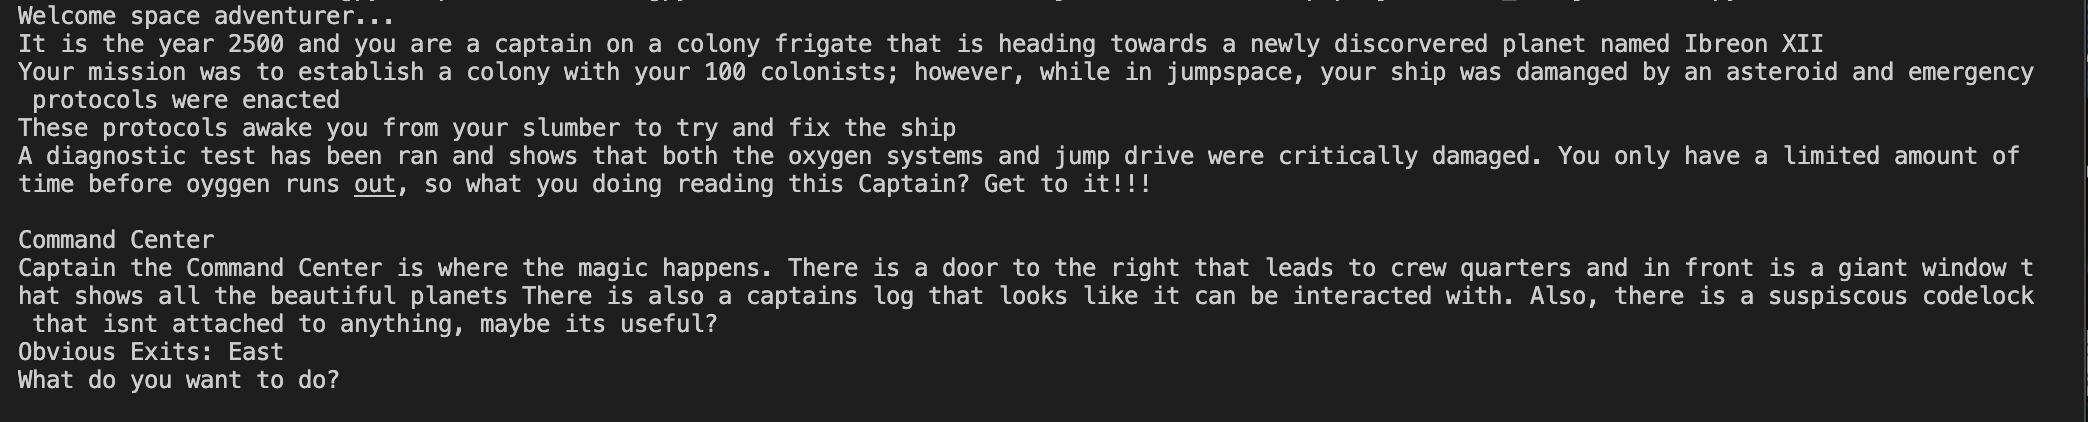 Welcome space adventurer...
It is the year 2500 and you are a captain on a colony frigate that is heading towards a newly discorvered planet named Ibreon XII
Your mission was to establish a colony with your 100 colonists; however, while in jumpspace, your ship was damanged by an asteroid and emergency
protocols were enacted
These protocols awake you from your slumber to try and fix the ship
A diagnostic test has been ran and shows that both the oxygen systems and jump drive were critically damaged. You only have a limited amount of
time before oyggen runs out, so what you doing reading this Captain? Get to it!!!

Command Center
Captain the Command Center is where the magic happens. There is a door to the right that leads to crew quarters and in front is a giant window t
hat shows all the beautiful planets There is also a captains log that looks like it can be interacted with. Also, there is a suspiscous codelock
that isnt attached to anything, maybe its useful?
Obvious Exits: East
What do you want to do?